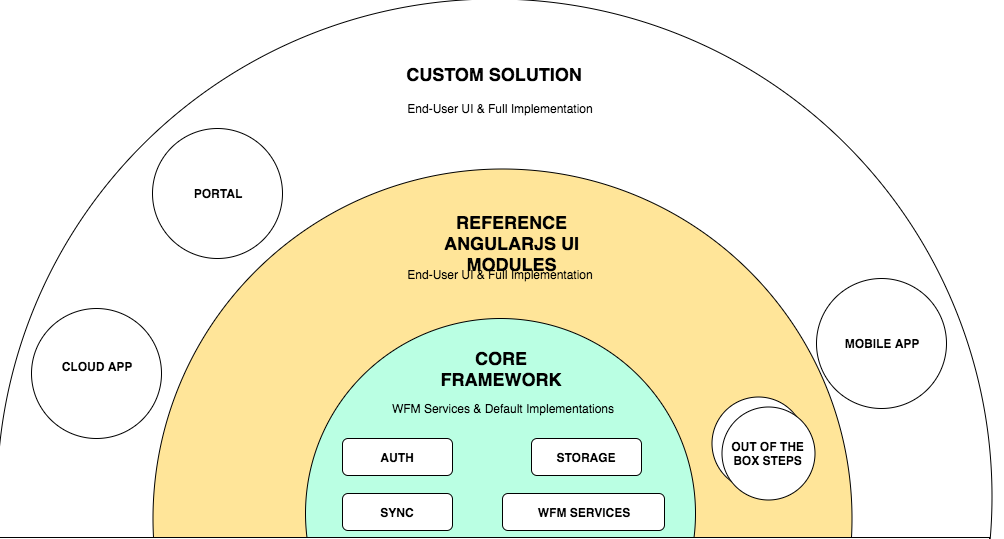 CUSTOM SOLUTION
End-User UI & Full Implementation
PORTAL
REFERENCE
ANGULARJS UI
MODULES
End-User UI & Full Implementation
MOBILE APP
CLOUD APP
CORE
FRAMEWORK
WFM Services & Default Implementations
OUT OF THE
BOX STEPS
AUTH
STORAGE
SYNC
WFM SERVICES